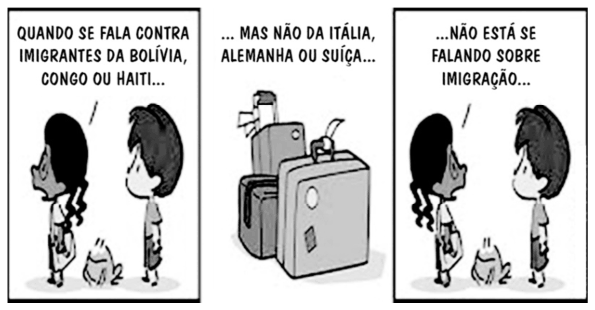 QUANDO SE FALA CONTRA
IMIGRANTES DA BOLÍVIA,
CONGO OU HAITI...
... MAS NÃO DA ITÁLIA,
ALEMANHA OU SUÍÇA...
...NÃO ESTÁ SE
FALANDO SOBRE
IMIGRAÇÃO...